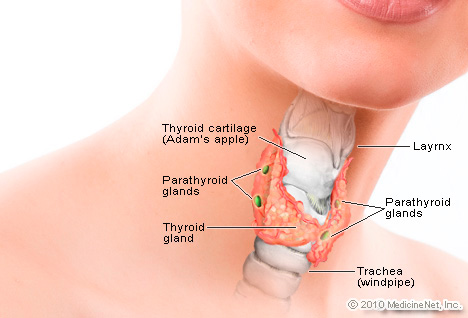 Thyroid cartilage
(Adam's apple)
Layrnx
Parathyroid
glands
Parathyroid
glands
Thyroid
gland
Trachea
(windpipe)
© 2010 MedicineNet, Inc.